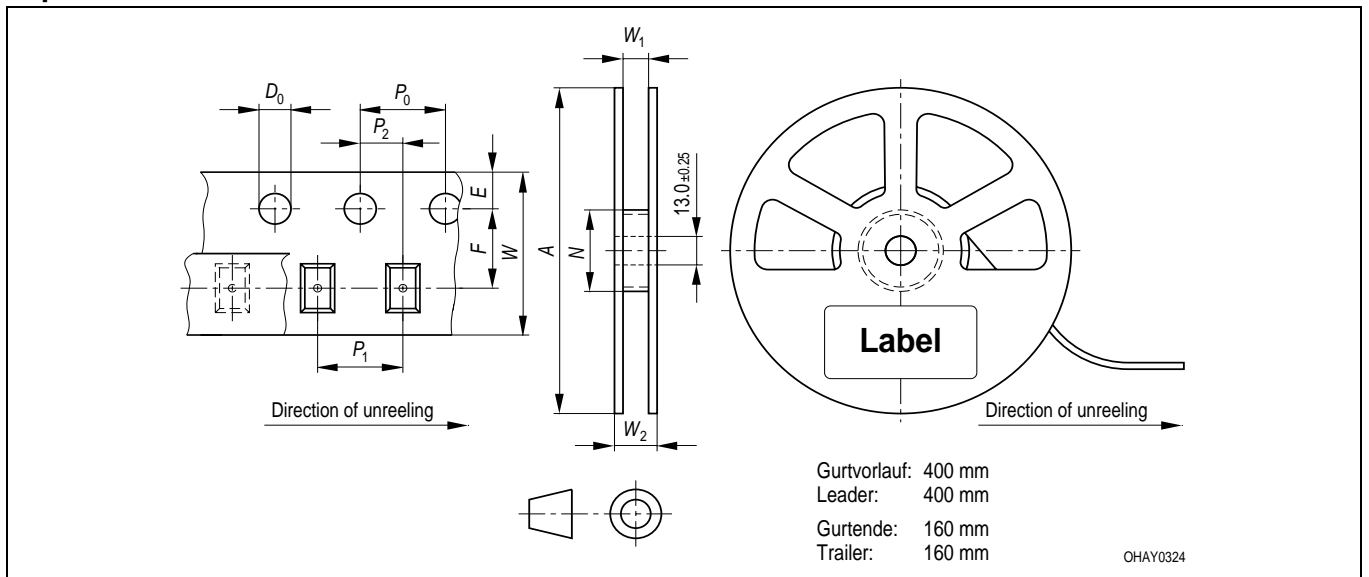 W₁
D₀
P₀
P₂
E
F
W
A
N
13.0 ±0.25
Label
P₁
Direction of unreeling
W₂
Direction of unreeling
Gurtvorlauf: 400 mm
Leader: 400 mm
Gurtende: 160 mm
Trailer: 160 mm
OHAY0324